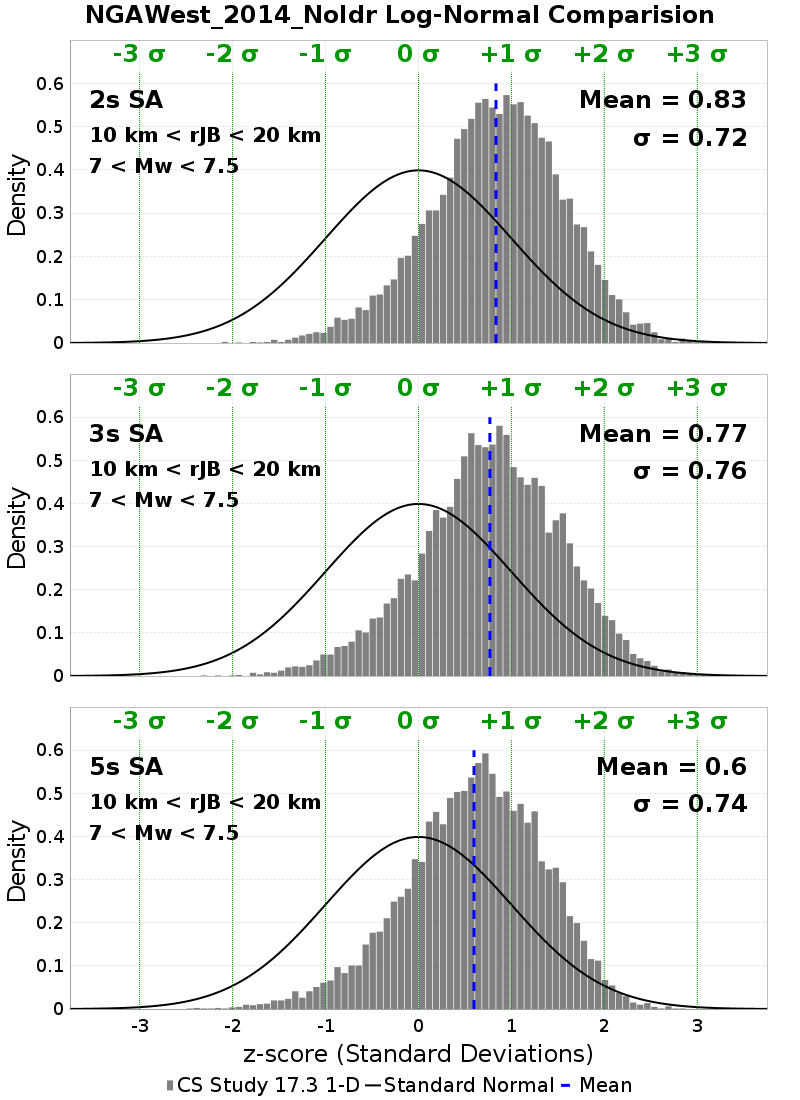 NGAWest_2014_NoIdr Log-Normal Comparision
-3 σ -2 σ -1 σ 0 σ +1 σ +2 σ +3 σ
2s SA
10 km < rJB < 20 km
7 < Mw < 7.5
Mean = 0.83
σ = 0.72
0.6
0.5
0.4
0.3
0.2
0.1
0
Density
-3 σ -2 σ -1 σ 0 σ +1 σ +2 σ +3 σ
3s SA
10 km < rJB < 20 km
7 < Mw < 7.5
Mean = 0.77
σ = 0.76
0.6
0.5
0.4
0.3
0.2
0.1
0
Density
-3 σ -2 σ -1 σ 0 σ +1 σ +2 σ +3 σ
5s SA
10 km < rJB < 20 km
7 < Mw < 7.5
Mean = 0.6
σ = 0.74
0.6
0.5
0.4
0.3
0.2
0.1
0
Density
-3 -2 -1 0 1 2 3
z-score (Standard Deviations)
CS Study 17.3 1-D Standard Normal Mean